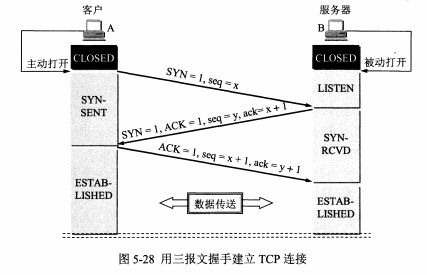 客户
服务器
A
B
主动打开
CLOSED
CLOSED
被动打开
SYN = 1, seq = x
LISTEN
SYN-
SENT
SYN = 1, ACK = 1, seq = y, ack= x + 1
SYN-
RCVD
ACK = 1, seq = x + 1, ack = y + 1
ESTAB-
LISHED
数据传送
ESTAB-
LISHED
图 5-28 用三报文握手建立 TCP 连接